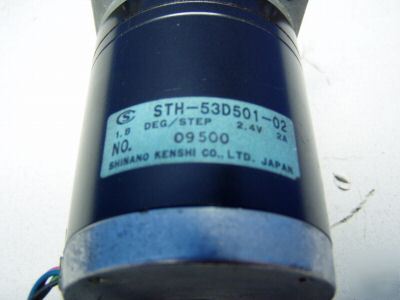 STH-53D501-02
1.8 DEG/STEP 2.4V 2A
NO. 09500
SHINANO KENSHI CO., LTD. JAPAN